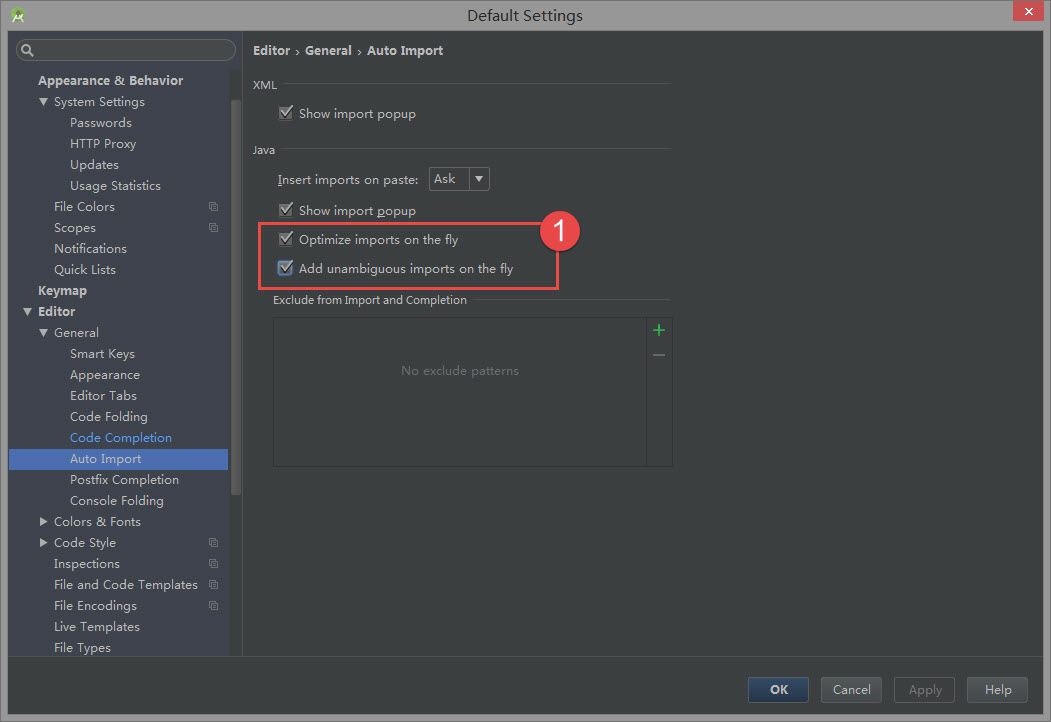 Default Settings
Appearance & Behavior
System Settings
Passwords
HTTP Proxy
Updates
Usage Statistics
File Colors
Scopes
Notifications
Quick Lists
Keymap
Editor
General
Smart Keys
Appearance
Editor Tabs
Code Folding
Code Completion
Auto Import
Postfix Completion
Console Folding
Colors & Fonts
Code Style
Inspections
File and Code Templates
File Encodings
Live Templates
File Types
Editor › General › Auto Import
XML
Show import popup
Java
Insert imports on paste: Ask
Show import popup
1
Optimize imports on the fly
Add unambiguous imports on the fly
Exclude from Import and Completion
No exclude patterns
OK Cancel Apply Help